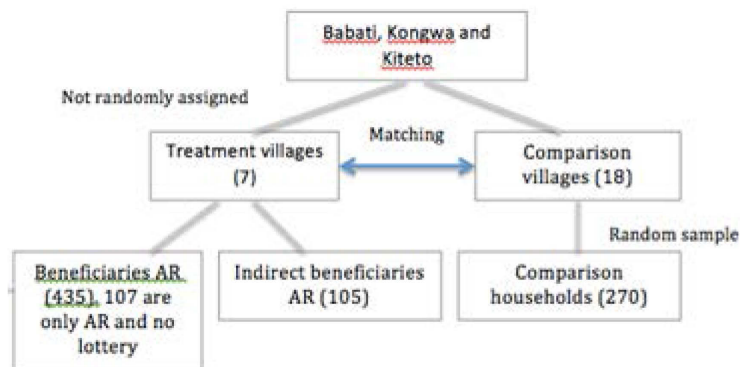 Babati, Kongwa and
Kiteto
Not randomly assigned
Matching
Treatment villages
(7)
Comparison
villages (18)
Random sample
Beneficiaries AR
(435), 107 are
only AR and no
lottery
Indirect beneficiaries
AR (105)
Comparison
households (270)